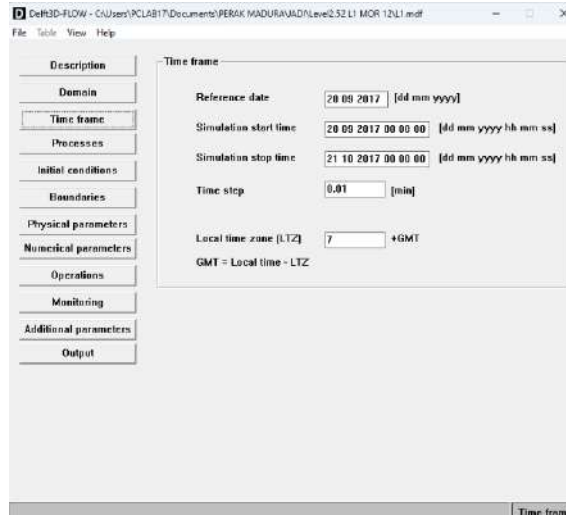 Delft3D-FLOW - C:\Users\PCLAB17\Documents\PERAK MADURA\JADI\Level2.52 L1 MOR 12\L1.mdf
File Table View Help
Description
Domain
Time frame
Processes
Initial conditions
Boundaries
Physical parameters
Numerical parameters
Operations
Monitoring
Additional parameters
Output
Time frame
Reference date 20 09 2017 [dd mm yyyy]
Simulation start time 20 09 2017 00 00 00 [dd mm yyyy hh mm ss]
Simulation stop time 21 10 2017 00 00 00 [dd mm yyyy hh mm ss]
Time step 0.01 [min]
Local time zone (LTZ) 7 +GMT
GMT = Local time - LTZ
Time fram